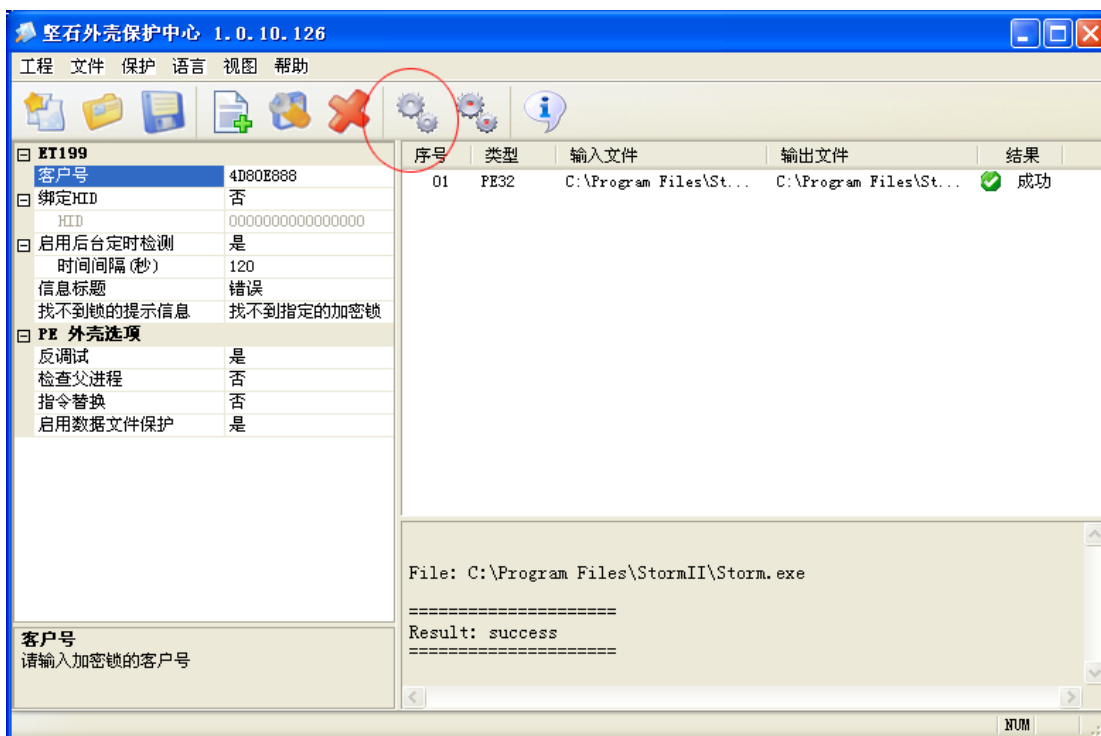 坚石外壳保护中心 1.0.10.126
工程 文件 保护 语言 视图 帮助
ET199
客户号 4D80E888
绑定HID 否
HID 0000000000000000
启用后台定时检测 是
时间间隔(秒) 120
信息标题 错误
找不到锁的提示信息 找不到指定的加密锁
PE 外壳选项
反调试 是
检查父进程 否
指令替换 否
启用数据文件保护 是
客户号
请输入加密锁的客户号
序号 类型 输入文件 输出文件 结果
01 PE32 C:\Program Files\St... C:\Program Files\St... 成功
File: C:\Program Files\StormII\Storm.exe
=====================
Result: success
=====================
NUM